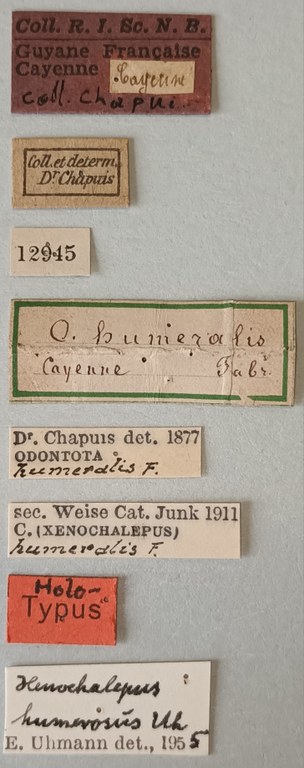 Coll. R. I. Sc. N. B.
Guyane Française
Cayenne Cayenne
Coll. Chapuis
Coll. et determ.
Dr. Chapuis
12945
O. humeralis
Cayenne Fabr.
Dr. Chapuis det. 1877
ODONTOTA
humeralis F.
sec. Weise Cat. Junk 1911
C. (XENOCHALEPUS)
humeralis F.
Holo-
Typus
Xenochalepus
humerosus Uh
E. Uhmann det., 1955